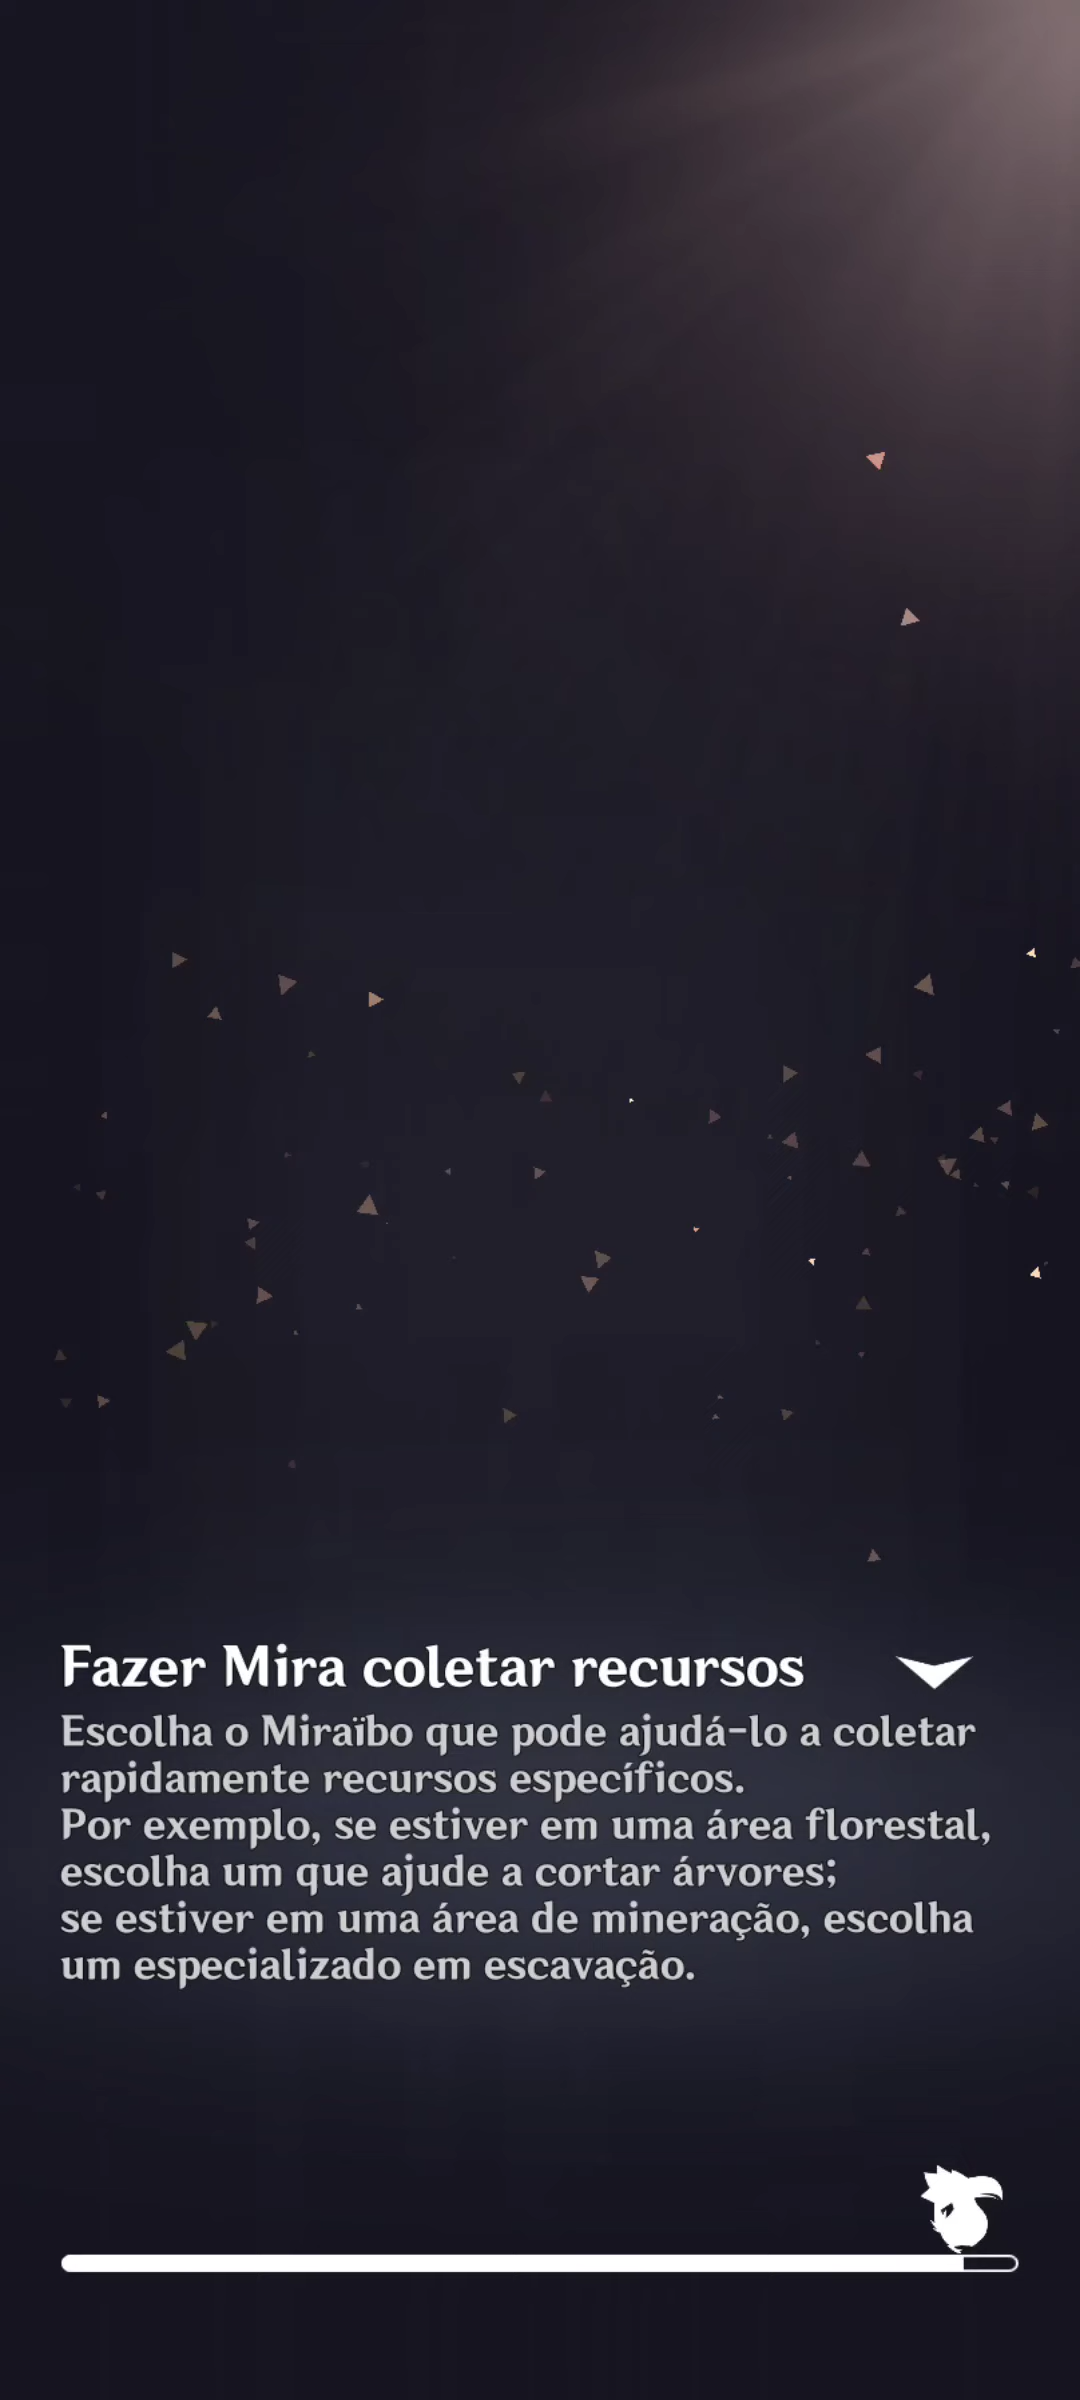 Fazer Mira coletar recursos
Escolha o Miraïbo que pode ajudá-lo a coletar
rapidamente recursos específicos.
Por exemplo, se estiver em uma área florestal,
escolha um que ajude a cortar árvores;
se estiver em uma área de mineração, escolha
um especializado em escavação.